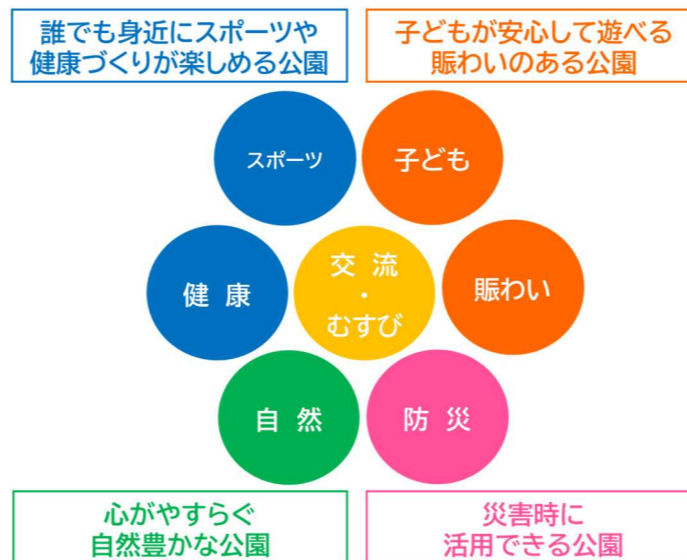 誰でも身近にスポーツや
健康づくりが楽しめる公園
子どもが安心して遊べる
賑わいのある公園
スポーツ
子ども
健 康
交 流
・
むすび
賑わい
自 然
防 災
心がやすらぐ
自然豊かな公園
災害時に
活用できる公園